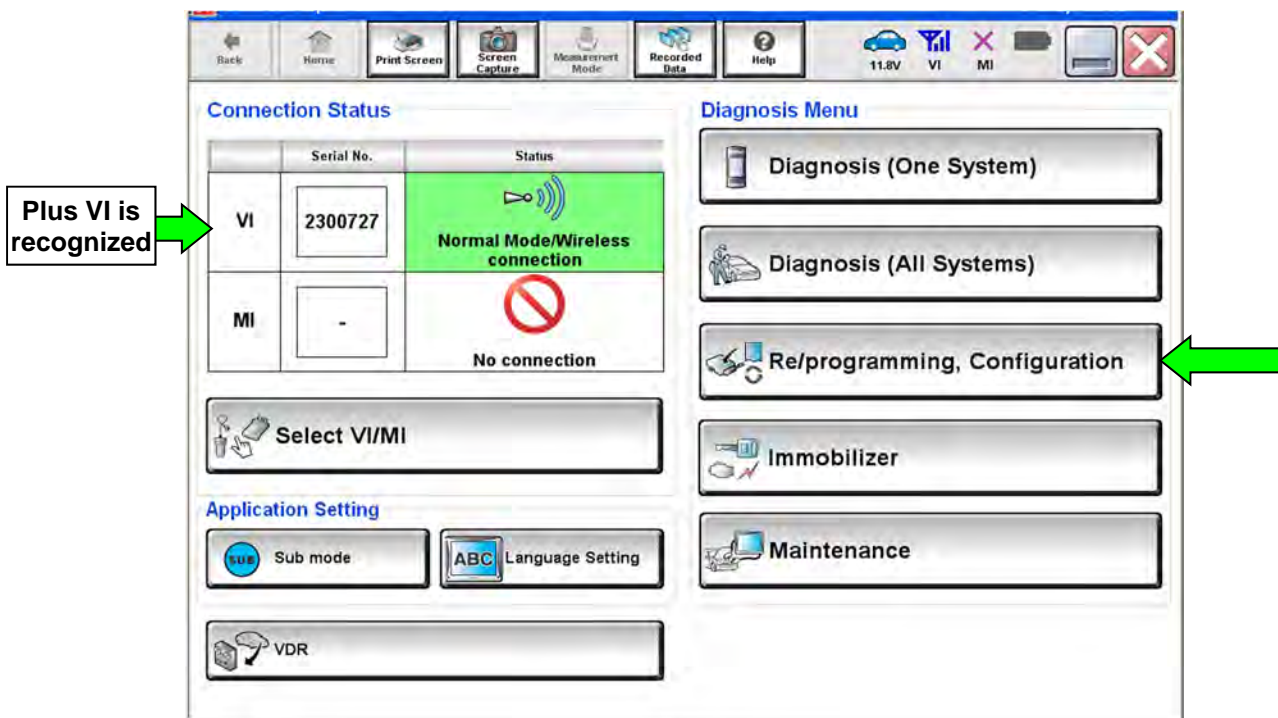 Back
Home
Print Screen
Screen
Capture
Measurement
Mode
Recorded
Data
Help
11.8V
VI
MI
Connection Status
Serial No.
Status
VI
2300727
Normal Mode/Wireless
connection
MI
-
No connection
Select VI/MI
Application Setting
SUB
Sub mode
ABC
Language Setting
VDR
Diagnosis Menu
Diagnosis (One System)
Diagnosis (All Systems)
Re/programming, Configuration
Immobilizer
Maintenance
Plus VI is
recognized